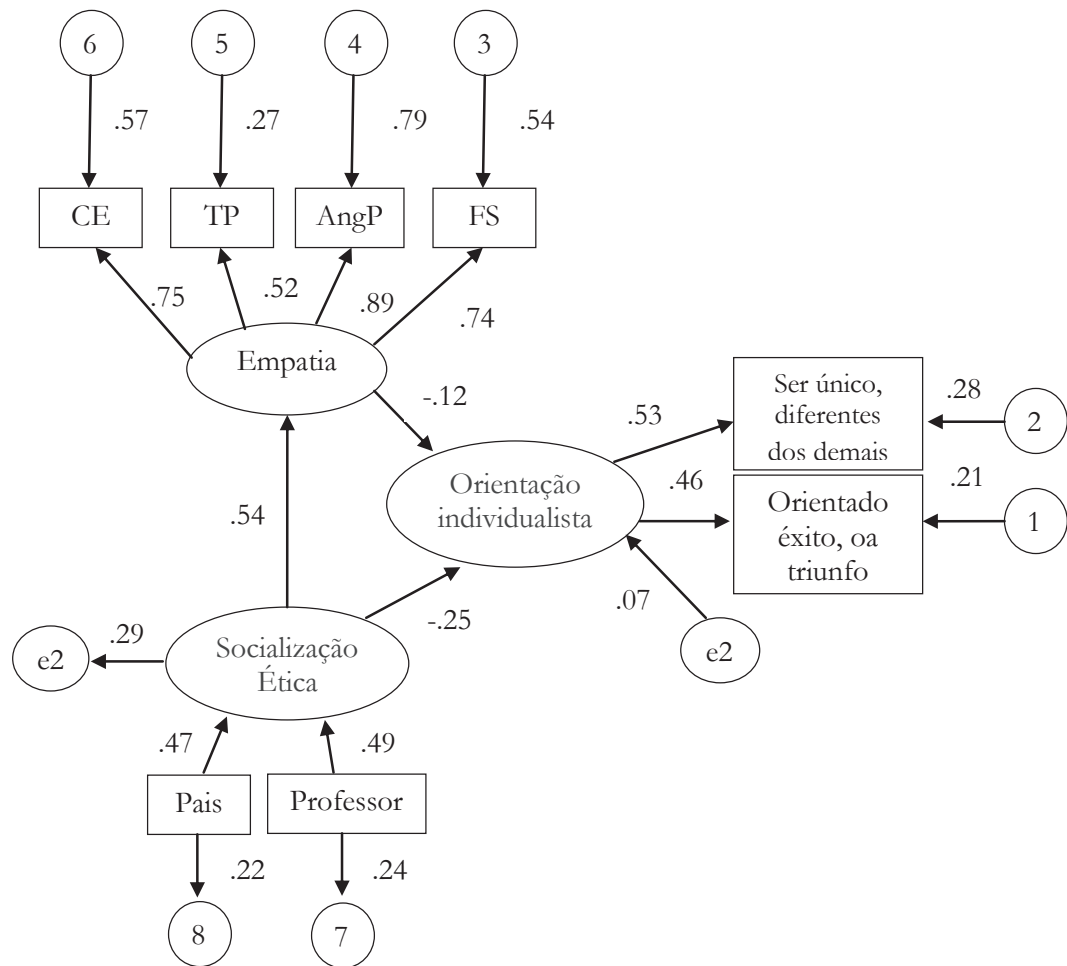 6 5 4 3
.57 .27 .79 .54
CE TP AngP FS
.75 .52 .89 .74
Empatia
-.12
Ser único,
diferentes
dos demais
.28
2
.53
Orientação
individualista
.46
Orientado
éxito, oa
triunfo
.21
1
.54
-.25
.07
e2
.29
e2
Socialização
Ética
.47 .49
Pais Professor
.22 .24
8 7